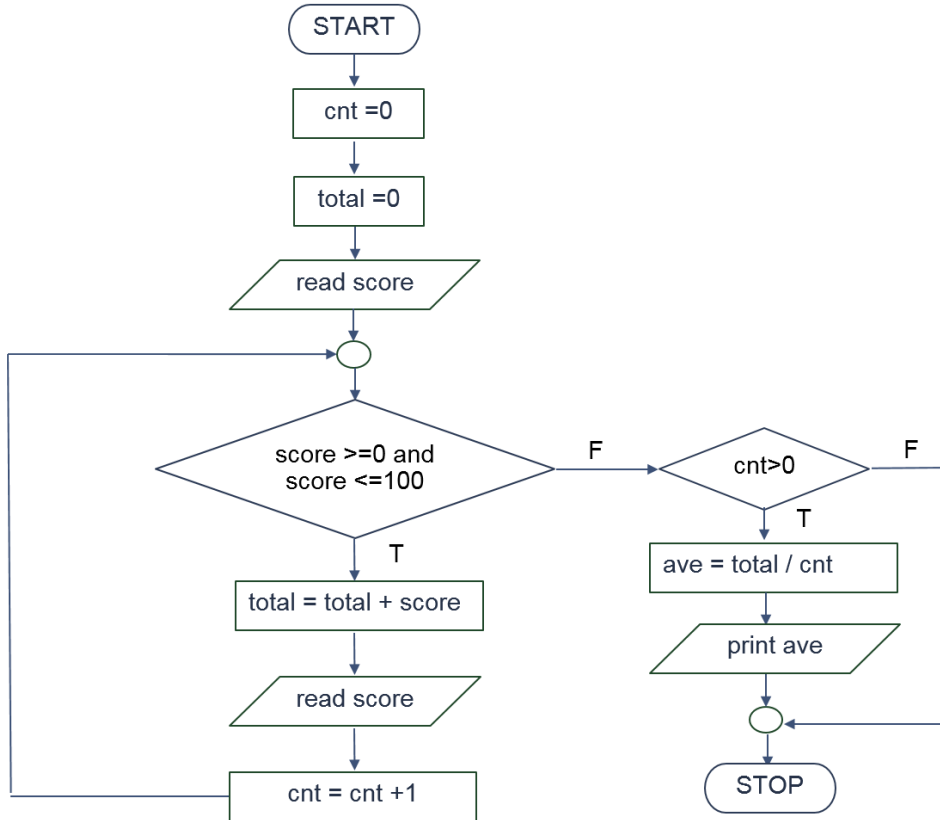 START
cnt =0
total =0
read score
score >=0 and
score <=100
F
cnt>0
F
T
T
ave = total / cnt
total = total + score
print ave
read score
STOP
cnt = cnt +1